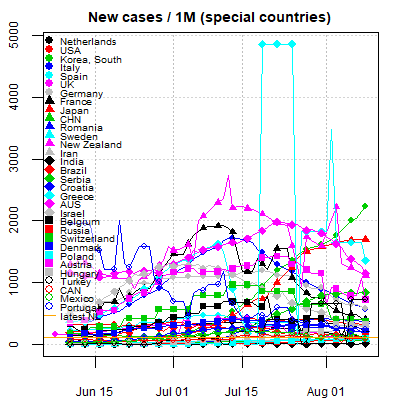 New cases / 1M (special countries)
5000
4000
3000
2000
1000
0
Netherlands
USA
Korea, South
Italy
Spain
UK
Germany
France
Japan
CHN
Romania
Sweden
New Zealand
Iran
India
Brazil
Serbia
Croatia
Greece
AUS
Israel
Belgium
Russia
Switzerland
Denmark
Poland
Austria
Hungary
Turkey
CAN
Mexico
Portugal
latest NL
Jun 15
Jul 01
Jul 15
Aug 01